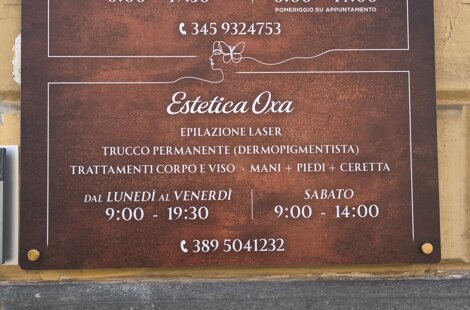 POMERIGGIO SU APPUNTAMENTO
345 9324753
Estetica Oxa
EPILAZIONE LASER
TRUCCO PERMANENTE (DERMOPIGMENTISTA)
TRATTAMENTI CORPO E VISO - MANI + PIEDI + CERETTA
DAL LUNEDÌ AL VENERDÌ
9:00 - 19:30
SABATO
9:00 - 14:00
389 5041232